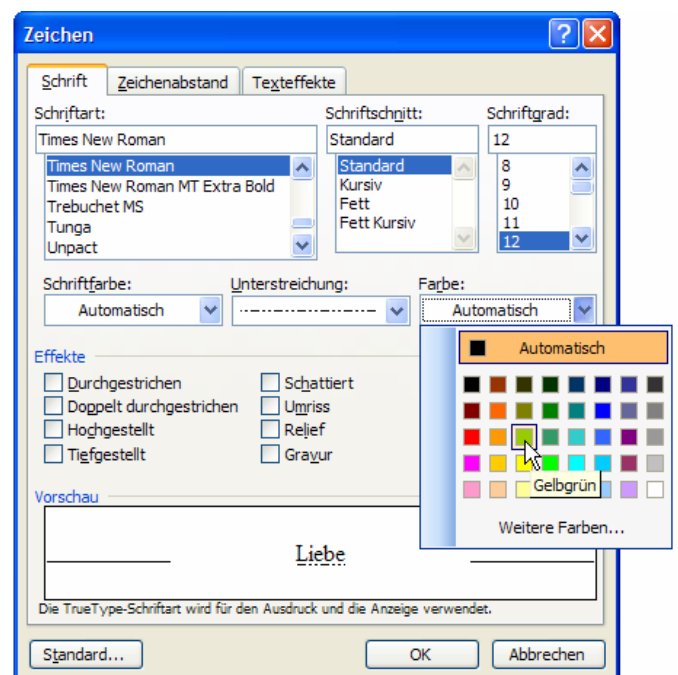 Zeichen
Schrift Zeichenabstand Texteffekte
Schriftart: Schriftschnitt: Schriftgrad:
Times New Roman Standard 12
Times New Roman Standard 8
Times New Roman MT Extra Bold Kursiv 9
Trebuchet MS Fett 10
Tunga Fett Kursiv 11
Unpact 12
Schriftfarbe: Unterstreichung: Farbe:
Automatisch Automatisch
Automatisch
Effekte
Durchgestrichen Schattiert
Doppelt durchgestrichen Umriss
Hochgestellt Relief
Tiefgestellt Gravur
Gelbgrün
Weitere Farben...
Vorschau
Liebe
Die TrueType-Schriftart wird für den Ausdruck und die Anzeige verwendet.
Standard... OK Abbrechen